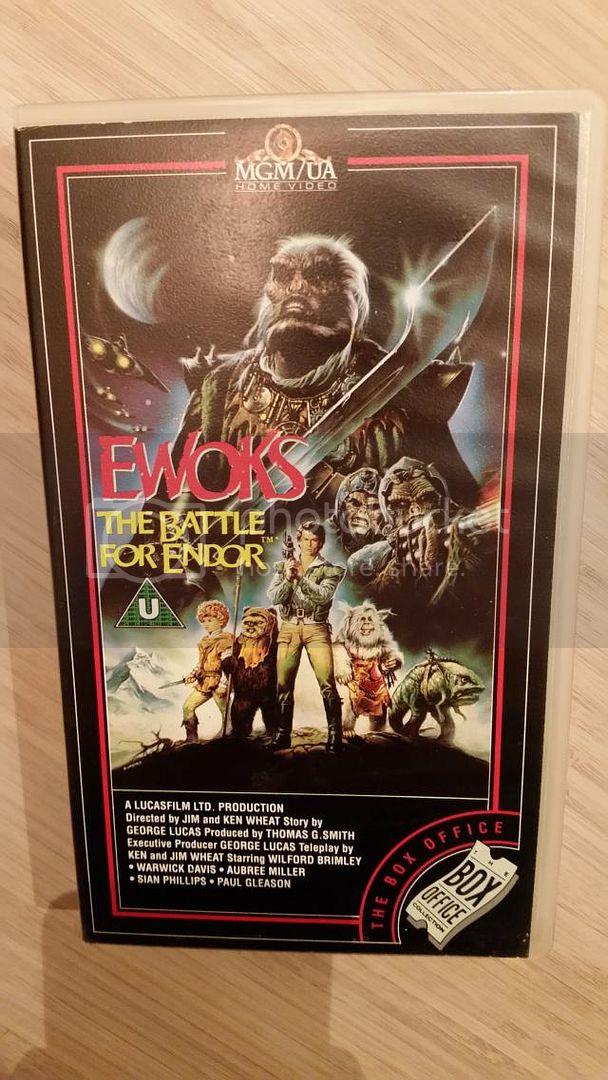 MGM/UA
HOME VIDEO
EWOKS
THE BATTLE
FOR ENDOR™
U
A LUCASFILM LTD. PRODUCTION
Directed by JIM and KEN WHEAT Story by
GEORGE LUCAS Produced by THOMAS G.SMITH
Executive Producer GEORGE LUCAS Teleplay by
KEN and JIM WHEAT Starring WILFORD BRIMLEY
• WARWICK DAVIS • AUBREE MILLER
• SIAN PHILLIPS • PAUL GLEASON
THE BOX OFFICE
THE
BOX
OFFICE
COLLECTION